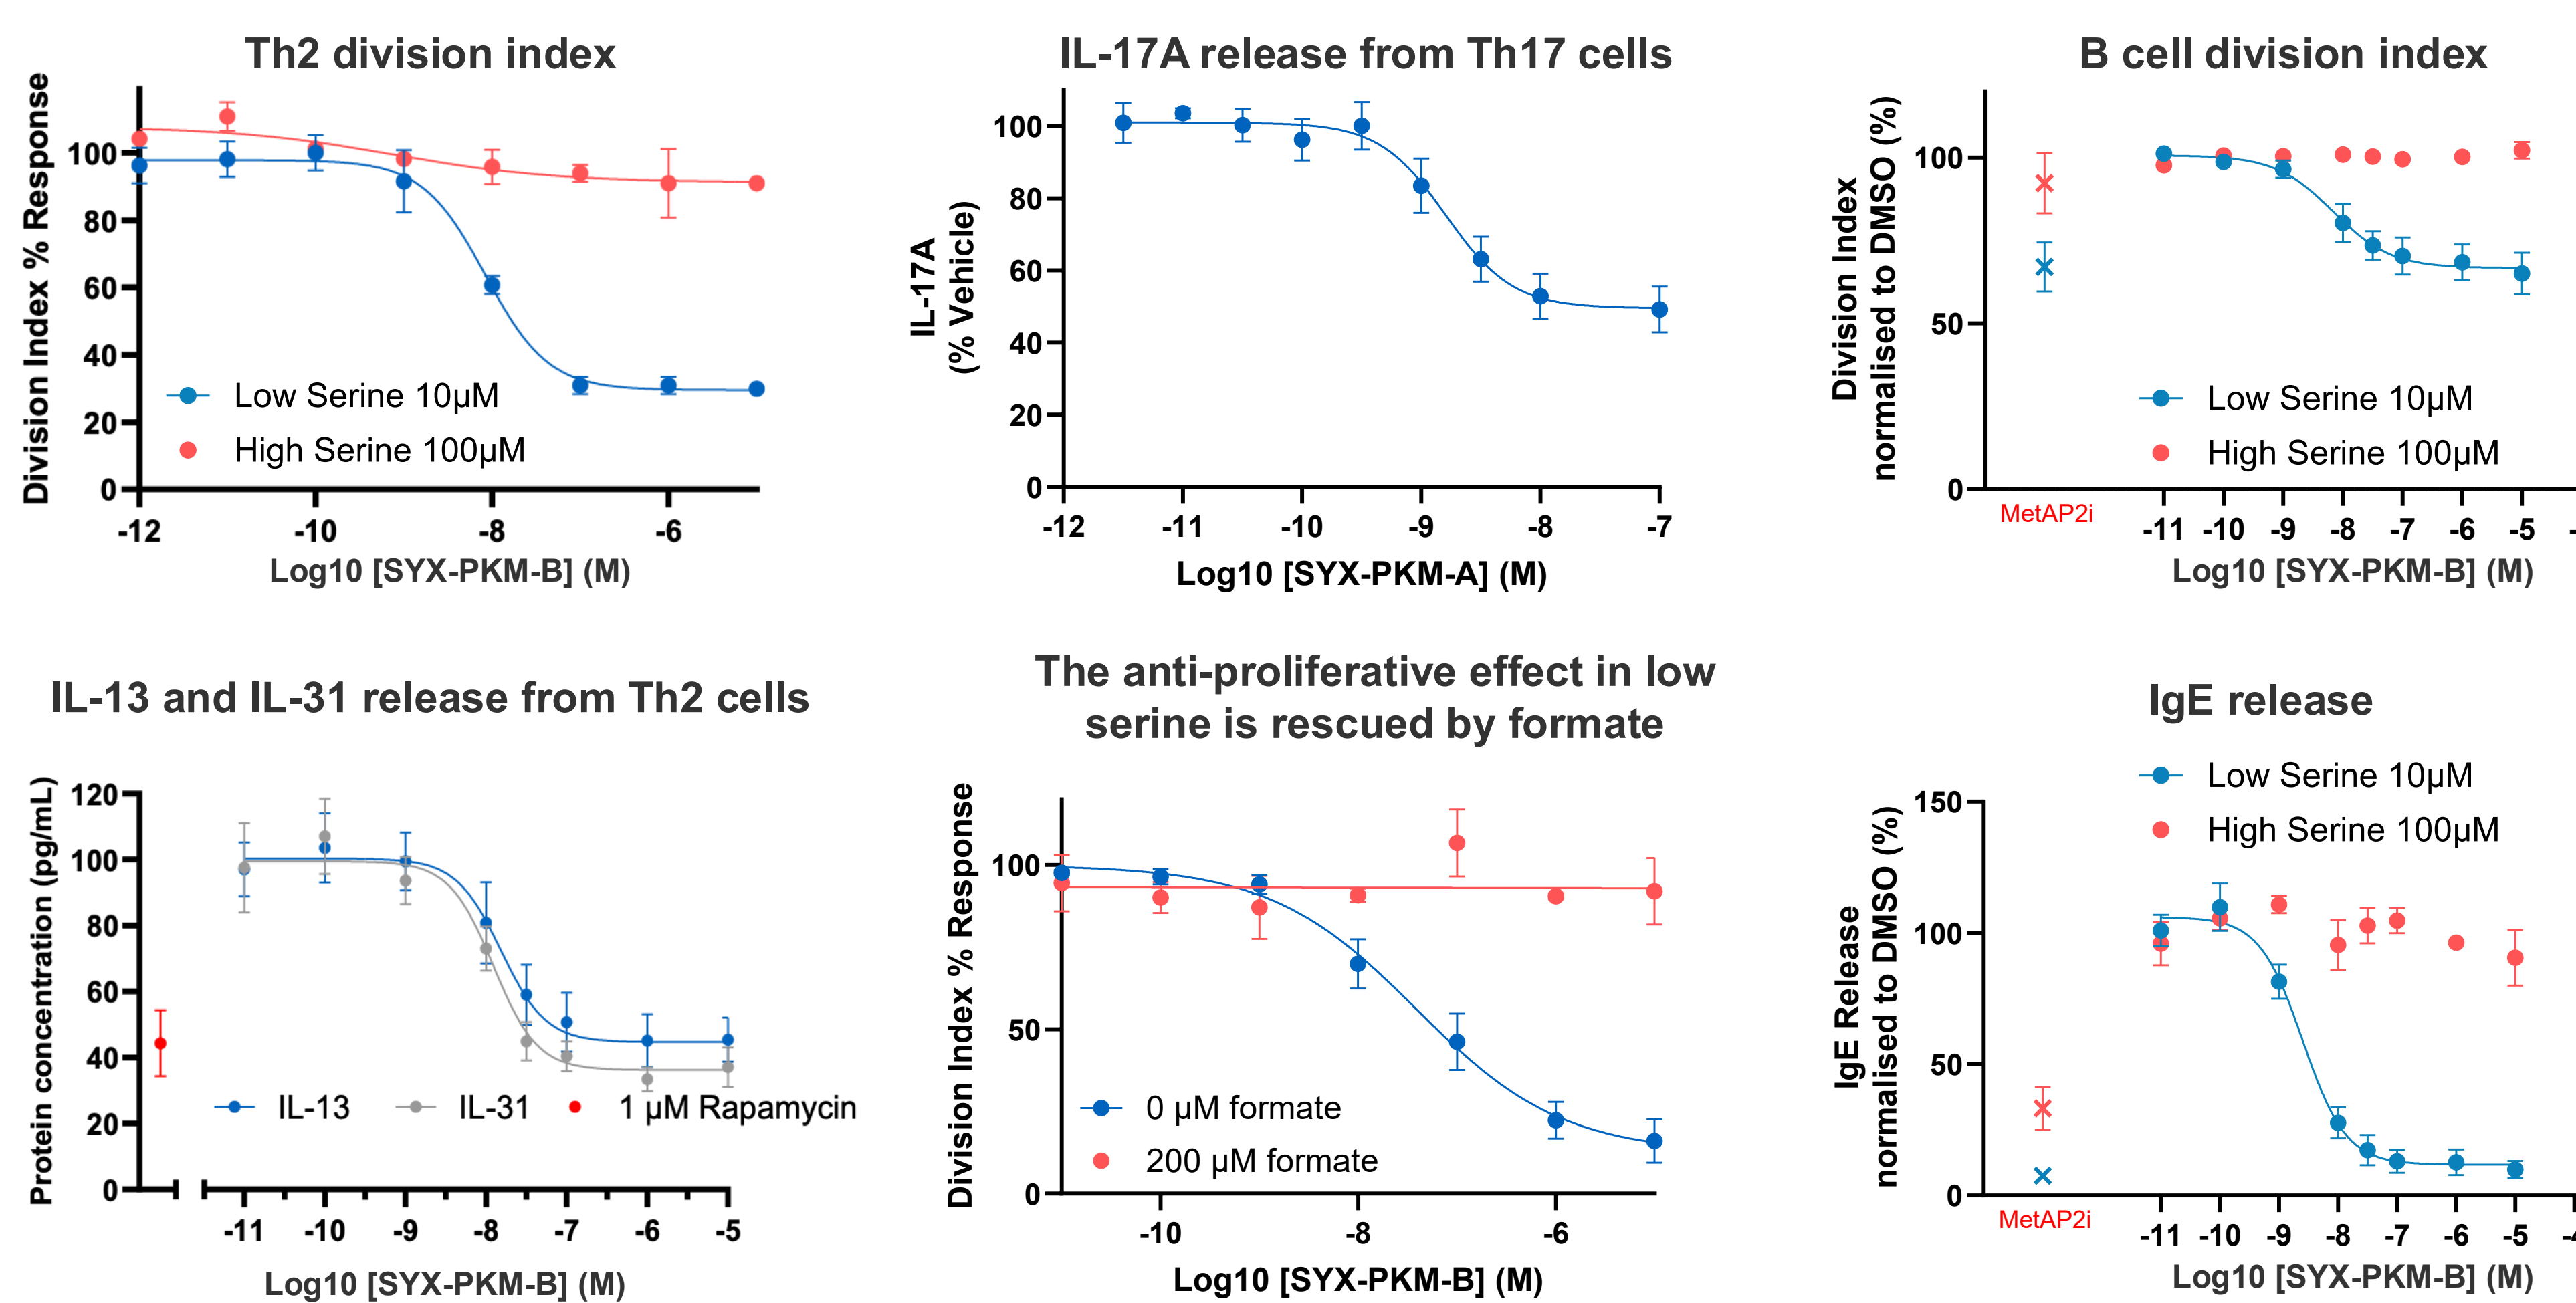 Th2 division index
Division Index % Response
100
80
60
40
20
0
Low Serine 10µM
High Serine 100µM
-12
-10
-8
-6
Log10 [SYX-PKM-B] (M)
IL-17A release from Th17 cells
IL-17A
(% Vehicle)
100
80
60
40
20
0
-12
-11
-10
-9
-8
-7
Log10 [SYX-PKM-A] (M)
B cell division index
Division Index
normalised to DMSO (%)
100
50
0
Low Serine 10µM
High Serine 100µM
MetAP2i
-11
-10
-9
-8
-7
-6
-5
Log10 [SYX-PKM-B] (M)
IL-13 and IL-31 release from Th2 cells
Protein concentration (pg/mL)
120
100
80
60
40
20
0
IL-13
IL-31
1 µM Rapamycin
-11
-10
-9
-8
-7
-6
-5
Log10 [SYX-PKM-B] (M)
The anti-proliferative effect in low
serine is rescued by formate
Division Index % Response
100
50
0
0 µM formate
200 µM formate
-10
-8
-6
Log10 [SYX-PKM-B] (M)
IgE release
Low Serine 10µM
High Serine 100µM
IgE Release
normalised to DMSO (%)
150
100
50
0
MetAP2i
-11
-10
-9
-8
-7
-6
-5
Log10 [SYX-PKM-B] (M)